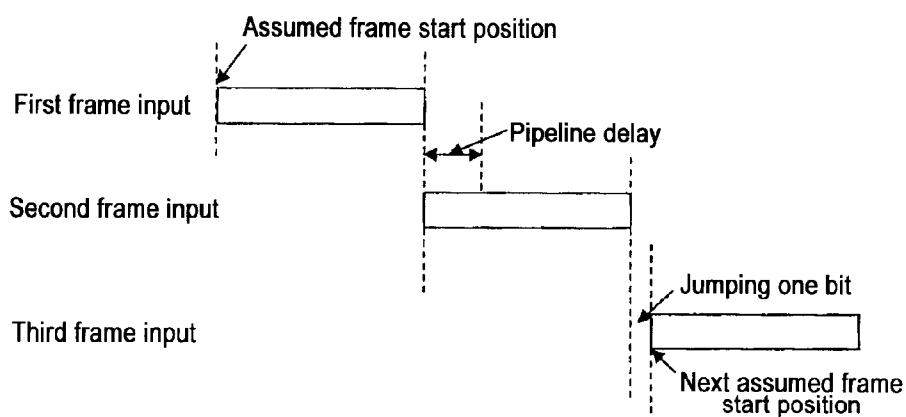 Assumed frame start position
First frame input
Pipeline delay
Second frame input
Jumping one bit
Third frame input
Next assumed frame
start position